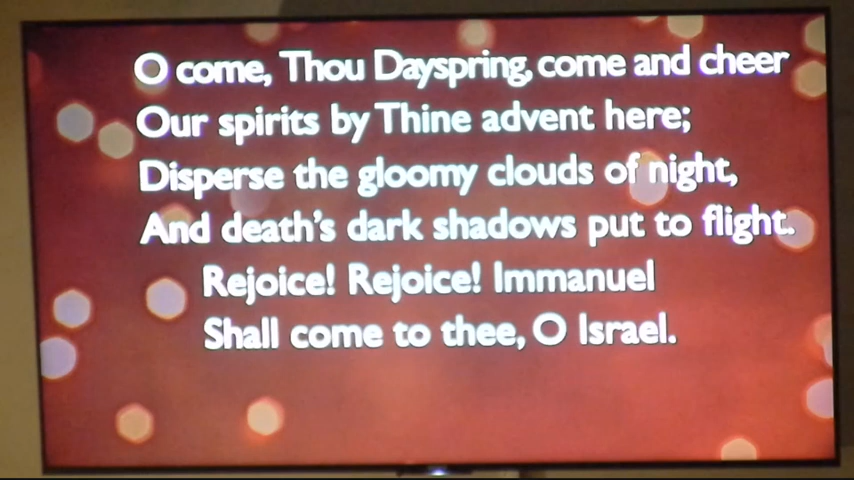 O come, Thou Dayspring, come and cheer
Our spirits by Thine advent here;
Disperse the gloomy clouds of night,
And death's dark shadows put to flight.
Rejoice! Rejoice! Immanuel
Shall come to thee, O Israel.